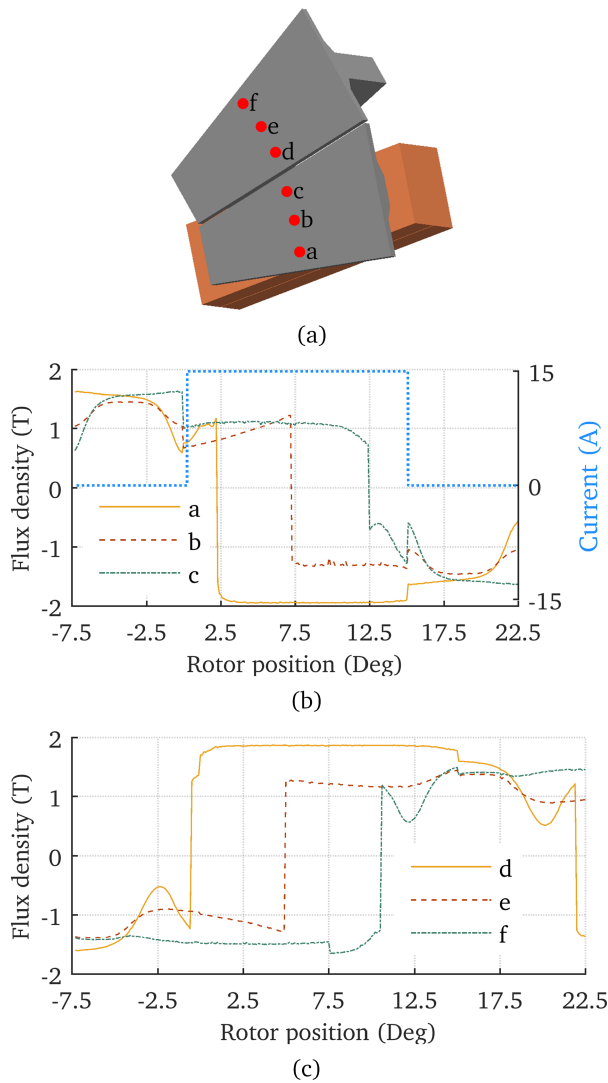 f
e
d
c
b
a
(a)
Flux density (T)
2
1
0
-1
-2
15
0
-15
Current (A)
a
b
c
-7.5 -2.5 2.5 7.5 12.5 17.5 22.5
Rotor position (Deg)
(b)
Flux density (T)
2
1
0
-1
-2
d
e
f
-7.5 -2.5 2.5 7.5 12.5 17.5 22.5
Rotor position (Deg)
(c)